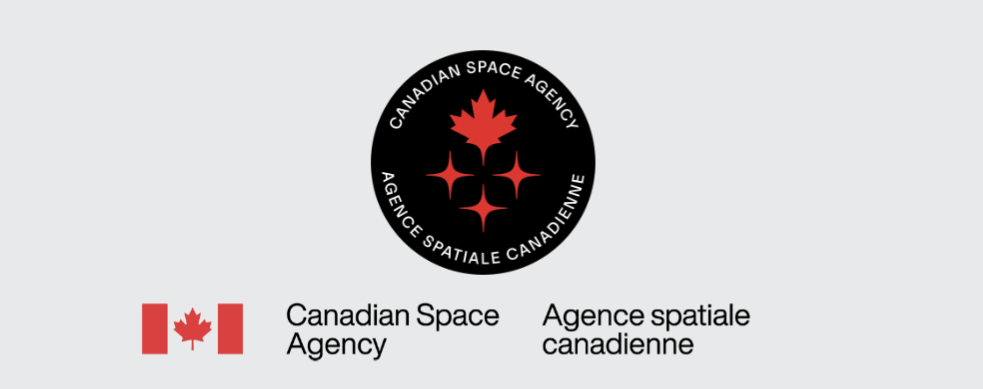 CANADIAN SPACE AGENCY
AGENCE SPATIALE CANADIENNE
Canadian Space
Agency
Agence spatiale
canadienne